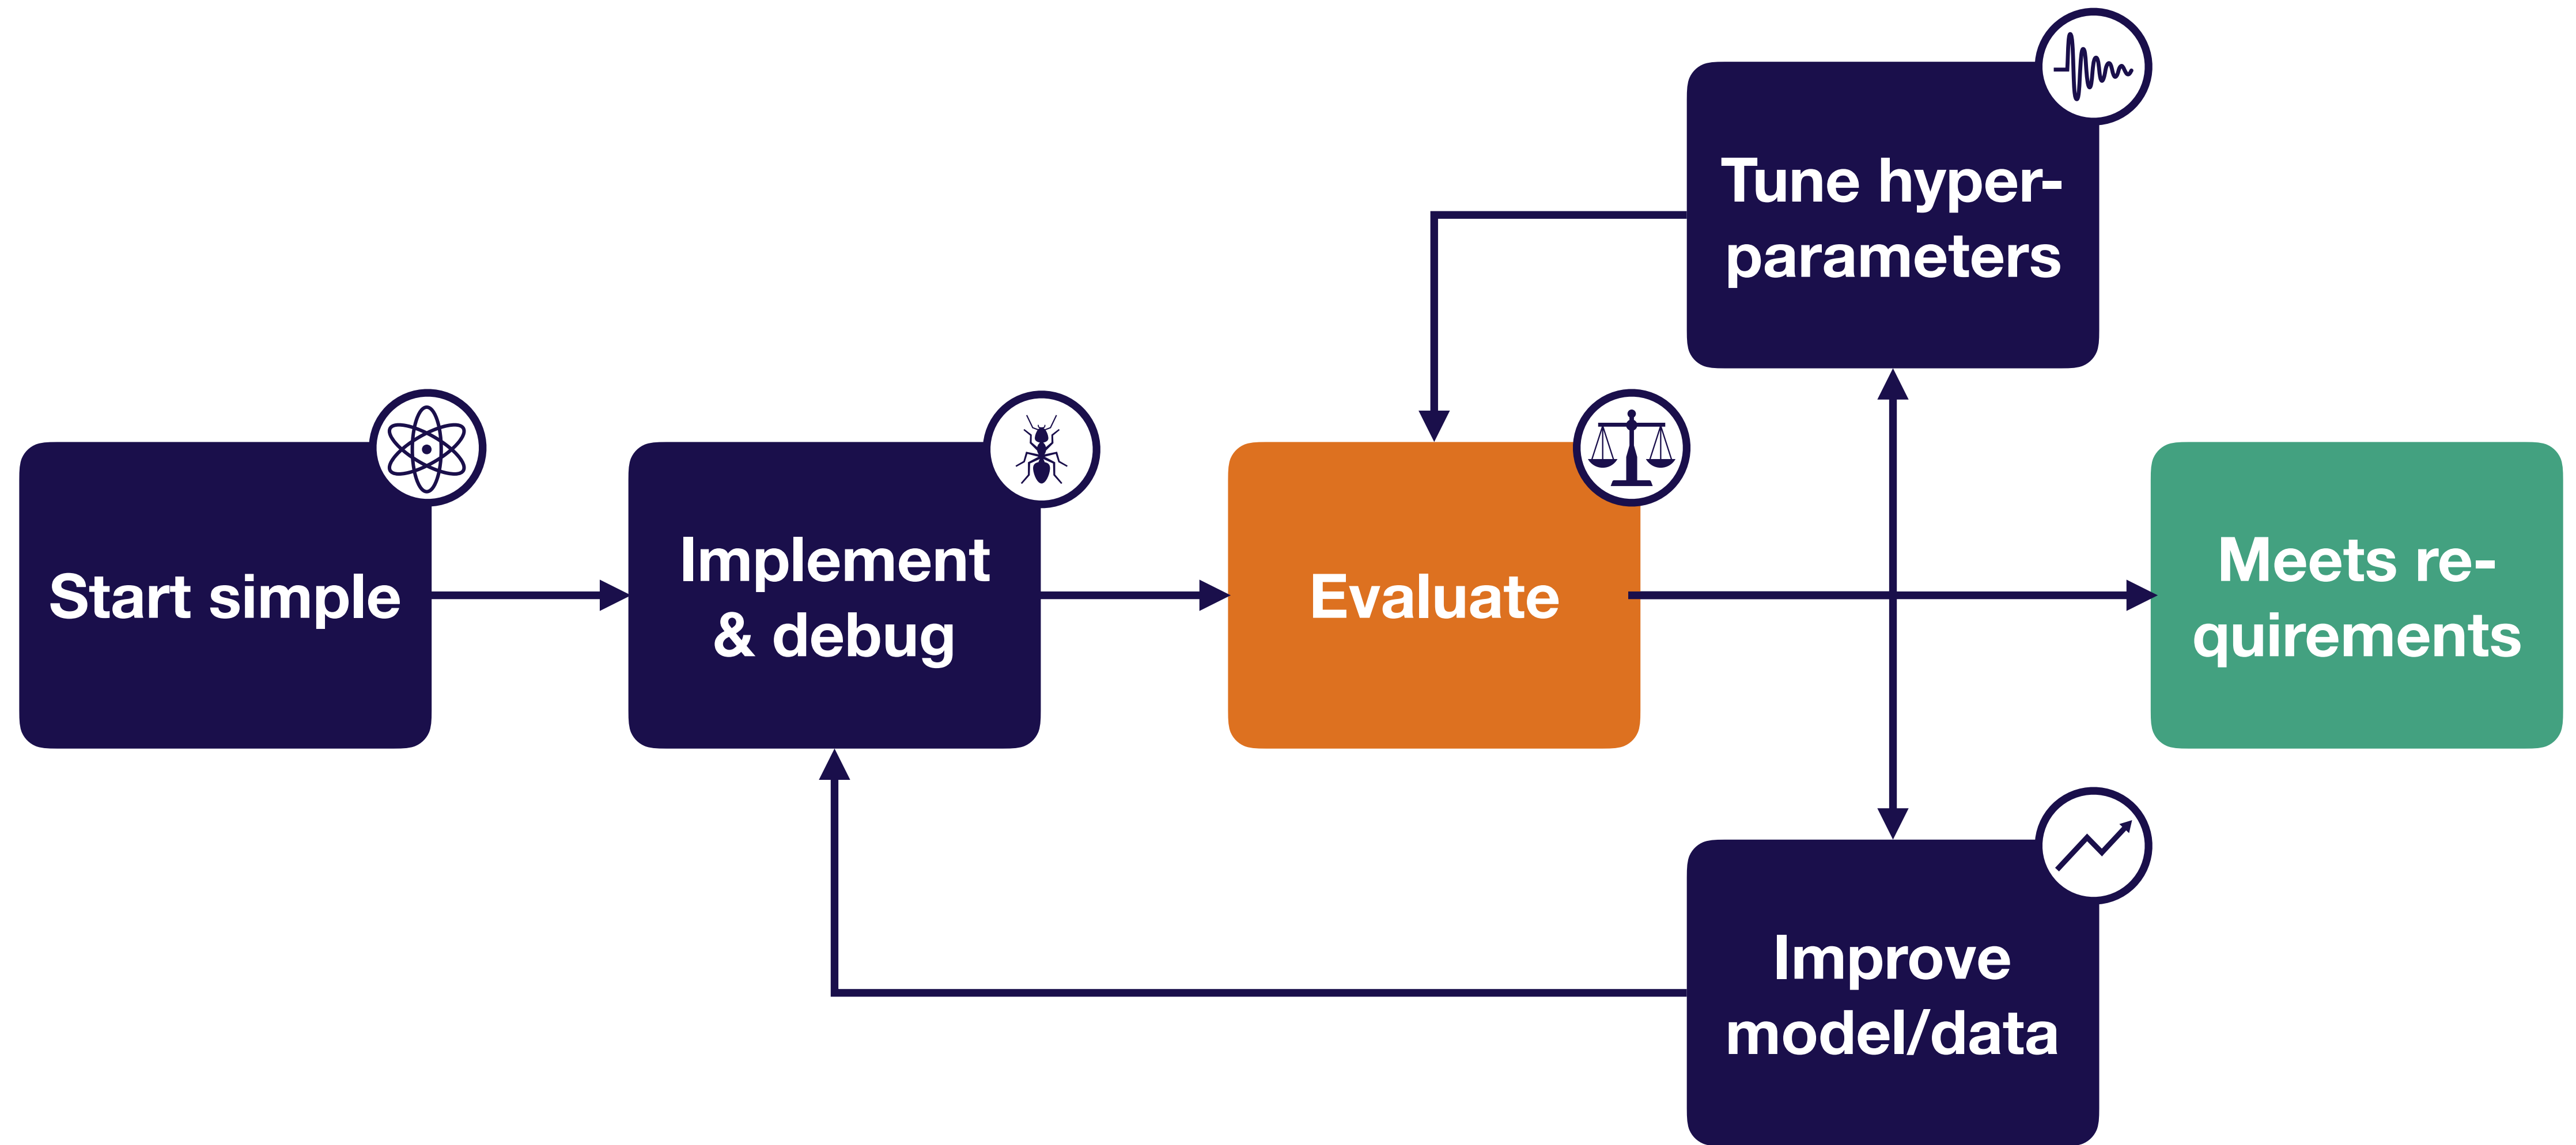 Tune hyper-
parameters
Start simple
Implement
& debug
Evaluate
Meets re-
quirements
Improve
model/data